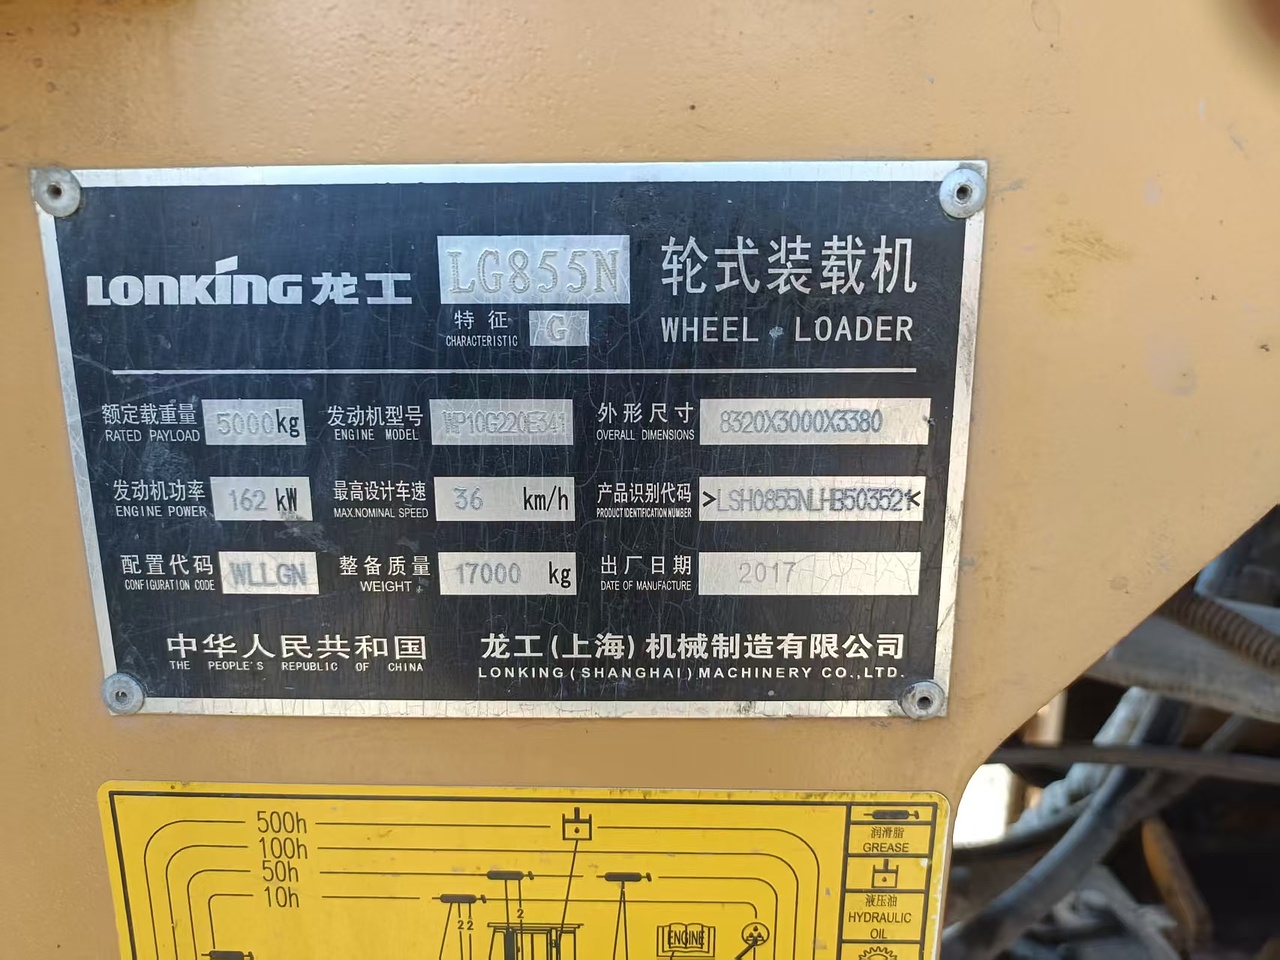 LONKING 龙工 LG855N 轮式装载机
特征 G
CHARACTERISTIC
WHEEL LOADER
额定载重量 5000kg 发动机型号 WP10G220E341 外形尺寸 8320X3000X3380
RATED PAYLOAD ENGINE MODEL OVERALL DIMENSIONS
发动机功率 162 kW 最高设计车速 36 km/h 产品识别代码 >LSH0855NLHB503521<
ENGINE POWER MAX.NOMINAL SPEED PRODUCT IDENTIFICATION NUMBER
配置代码 WLLGN 整备质量 17000 kg 出厂日期 2017
CONFIGURATION CODE WEIGHT DATE OF MANUFACTURE
中华人民共和国 龙工(上海)机械制造有限公司
THE PEOPLE'S REPUBLIC OF CHINA LONKING(SHANGHAI)MACHINERY CO.,LTD.
500h
100h
50h
10h
2 2
2
ENGINE
润滑脂
GREASE
液压油
HYDRAULIC
OIL